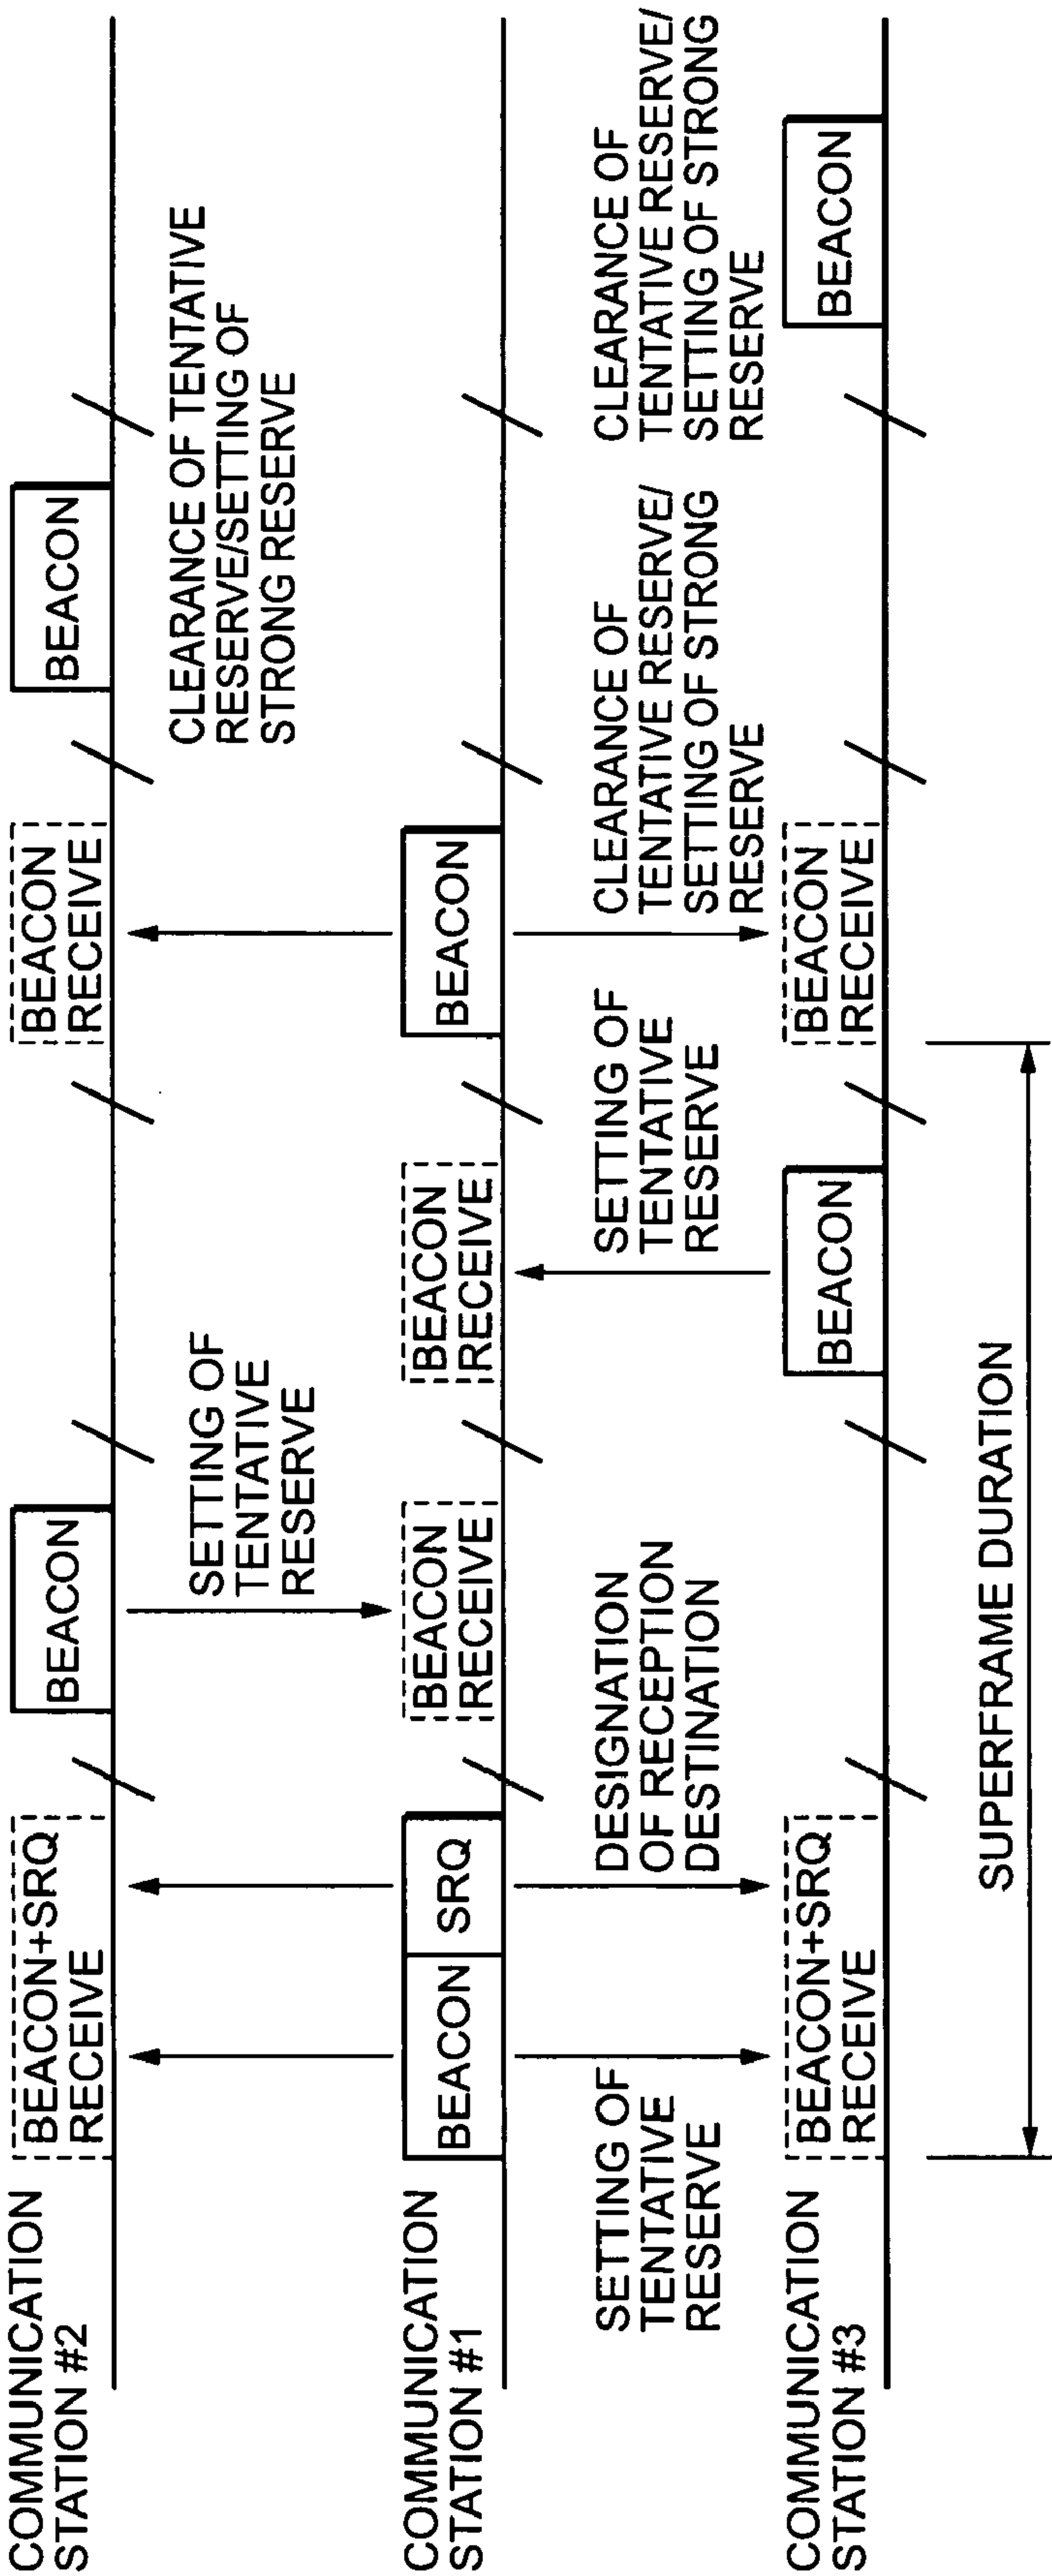 COMMUNICATION
STATION #2
BEACON+SRQ
RECEIVE
BEACON
BEACON
RECEIVE
BEACON
SETTING OF
TENTATIVE
RESERVE
CLEARANCE OF TENTATIVE
RESERVE/SETTING OF
STRONG RESERVE
COMMUNICATION
STATION #1
BEACON
SRQ
BEACON
RECEIVE
BEACON
RECEIVE
BEACON
SETTING OF
TENTATIVE
RESERVE
DESIGNATION
OF RECEPTION
DESTINATION
SETTING OF
TENTATIVE
RESERVE
CLEARANCE OF
TENTATIVE RESERVE/
SETTING OF STRONG
RESERVE
CLEARANCE OF
TENTATIVE RESERVE/
SETTING OF STRONG
RESERVE
COMMUNICATION
STATION #3
BEACON+SRQ
RECEIVE
BEACON
BEACON
RECEIVE
BEACON
SUPERFRAME DURATION